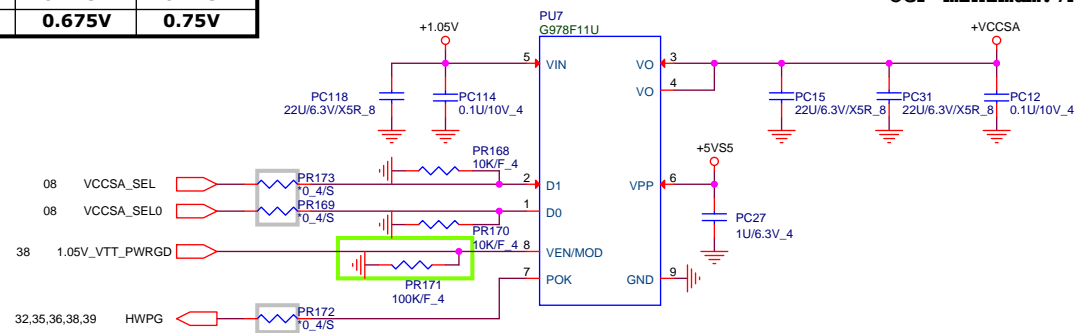 0.675V 0.75V
+1.05V
PU7
G978F11U
+VCCSA
5
VIN
VO
3
VO
4
PC118
22U/6.3V/X5R_8
PC114
0.1U/10V_4
PC15
22U/6.3V/X5R_8
PC31
22U/6.3V/X5R_8
PC12
0.1U/10V_4
PR168
10K/F_4
+5VS5
08 VCCSA_SEL
PR173
*0_4/S
2
D1
VPP
6
08 VCCSA_SEL0
PR169
*0_4/S
1
D0
PC27
1U/6.3V_4
PR170
10K/F_4
38 1.05V_VTT_PWRGD
8
VEN/MOD
7
POK
GND
9
PR171
100K/F_4
32,35,36,38,39 HWPG
PR172
*0_4/S